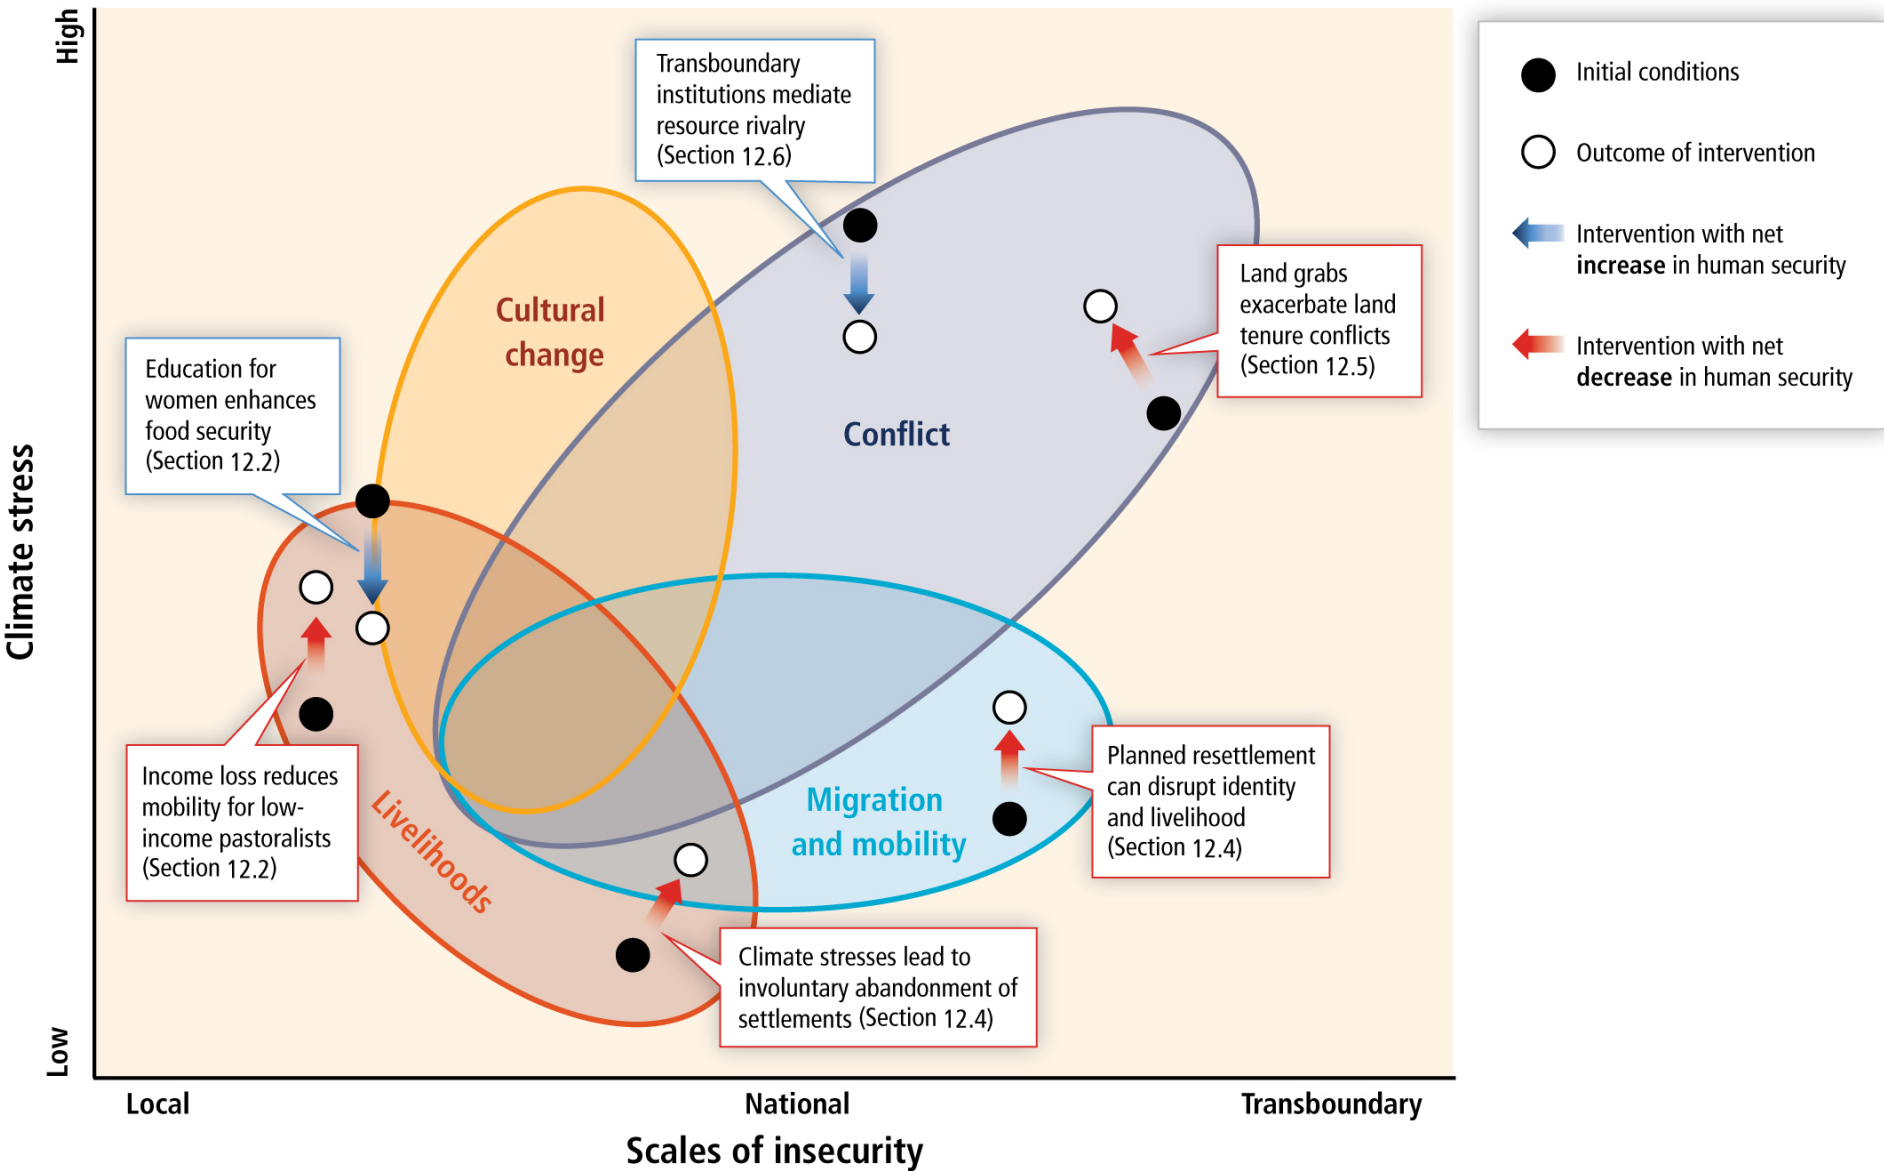 High
Climate stress
Low
Transboundary
institutions mediate
resource rivalry
(Section 12.6)
Initial conditions
Outcome of intervention
Intervention with net
increase in human security
Intervention with net
decrease in human security
Land grabs
exacerbate land
tenure conflicts
(Section 12.5)
Cultural
change
Education for
women enhances
food security
(Section 12.2)
Conflict
Income loss reduces
mobility for low-
income pastoralists
(Section 12.2)
Livelihoods
Migration
and mobility
Planned resettlement
can disrupt identity
and livelihood
(Section 12.4)
Climate stresses lead to
involuntary abandonment of
settlements (Section 12.4)
Local
National
Transboundary
Scales of insecurity